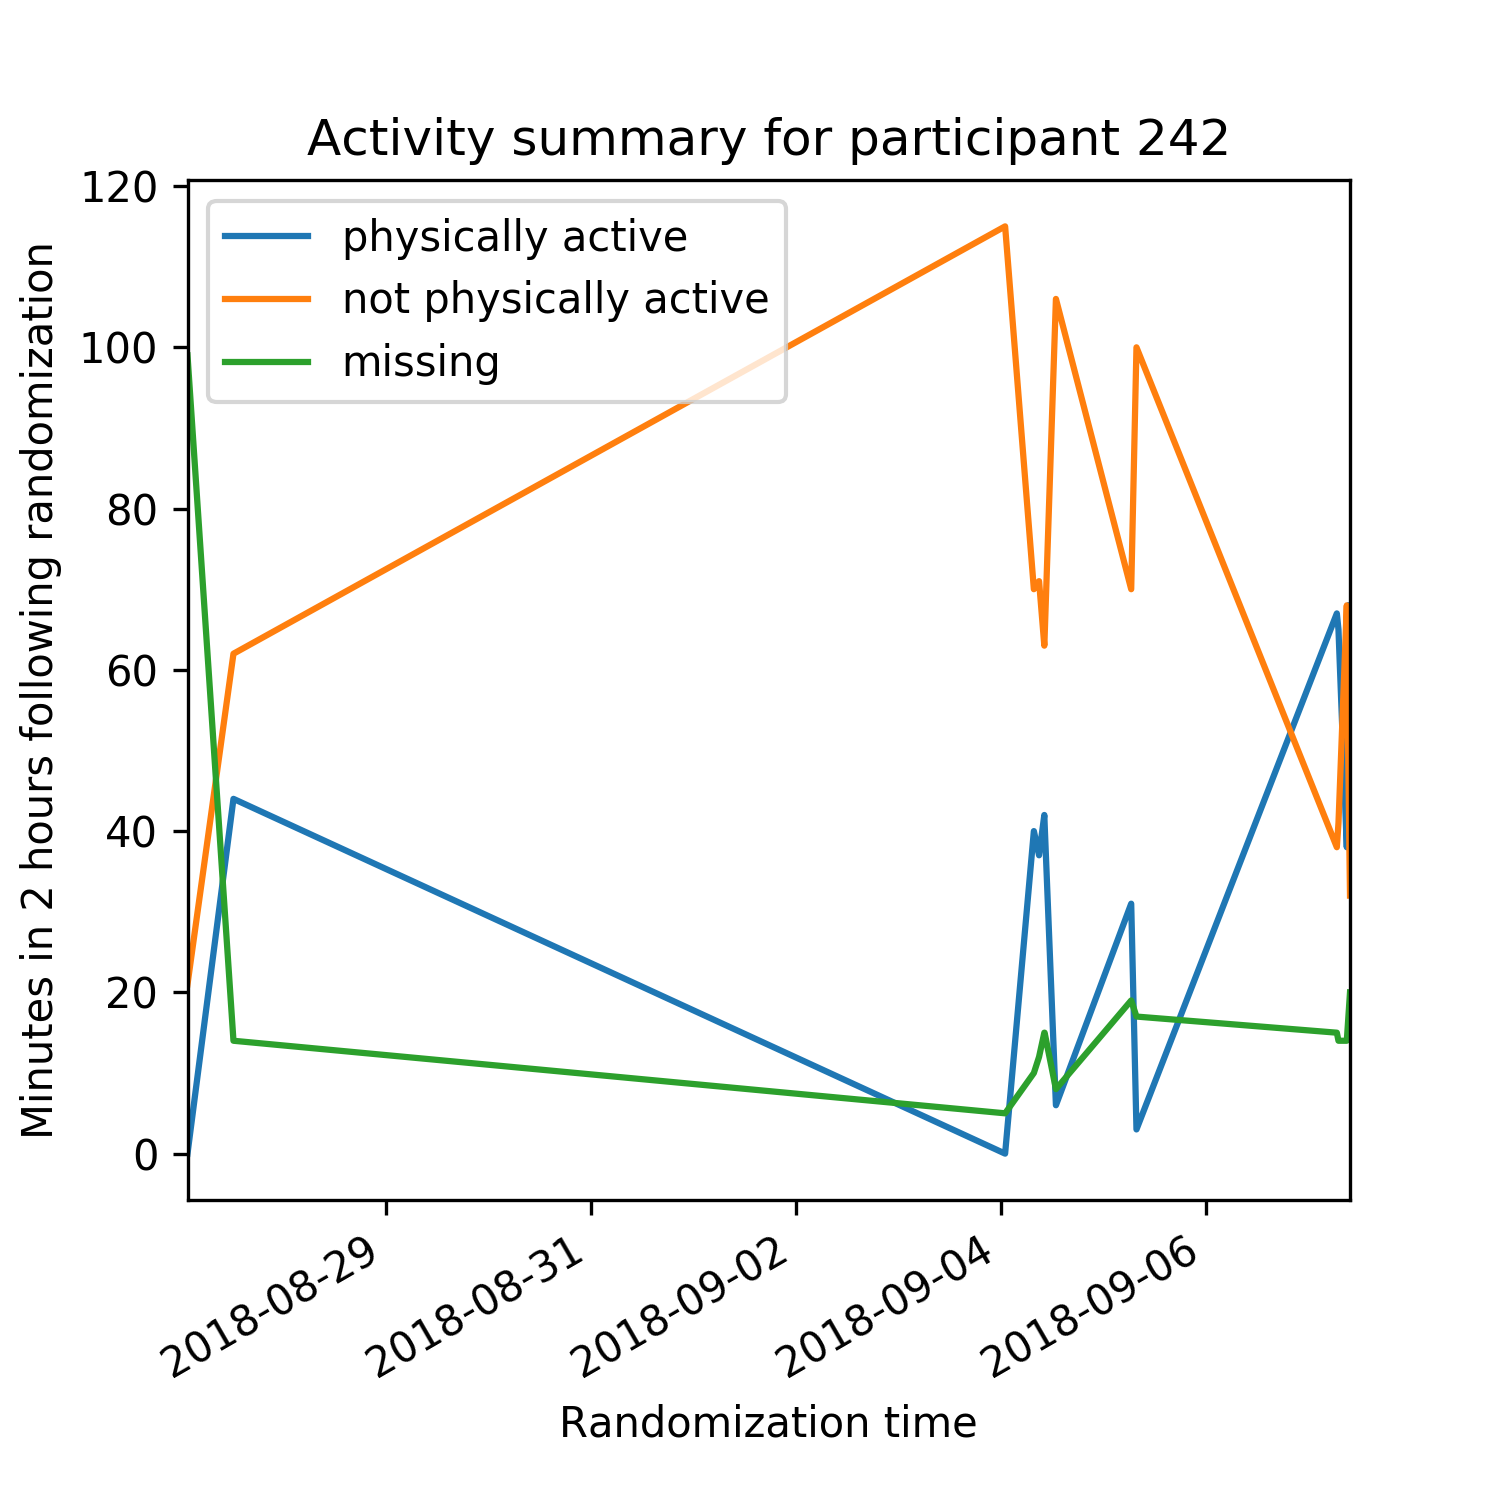 Activity summary for participant 242
120
100
80
60
40
20
0
Minutes in 2 hours following randomization
physically active
not physically active
missing
2018-08-29
2018-08-31
2018-09-02
2018-09-04
2018-09-06
Randomization time